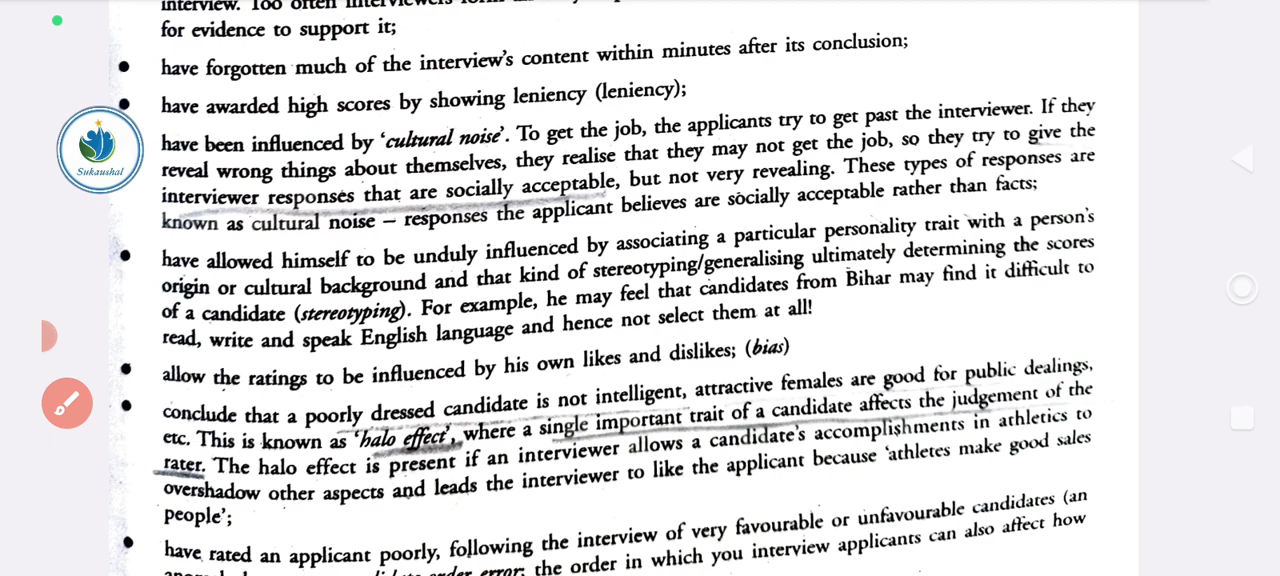 interview. Too often interviewers form
for evidence to support it;
• have forgotten much of the interview's content within minutes after its conclusion;
• have awarded high scores by showing leniency (leniency);
have been influenced by 'cultural noise'. To get the job, the applicants try to get past the interviewer. If they
reveal wrong things about themselves, they realise that they may not get the job, so they try to give the
interviewer responses that are socially acceptable, but not very revealing. These types of responses are
known as cultural noise – responses the applicant believes are socially acceptable rather than facts;
Sukaushal
• have allowed himself to be unduly influenced by associating a particular personality trait with a person's
origin or cultural background and that kind of stereotyping/generalising ultimately determining the scores
of a candidate (stereotyping). For example, he may feel that candidates from Bihar may find it difficult to
read, write and speak English language and hence not select them at all!
• allow the ratings to be influenced by his own likes and dislikes; (bias)
• conclude that a poorly dressed candidate is not intelligent, attractive females are good for public dealings,
etc. This is known as 'halo effect', where a single important trait of a candidate affects the judgement of the
rater. The halo effect is present if an interviewer allows a candidate's accomplishments in athletics to
overshadow other aspects and leads the interviewer to like the applicant because 'athletes make good sales
people';
• have rated an applicant poorly, following the interview of very favourable or unfavourable candidates (an
order error; the order in which you interview applicants can also affect how